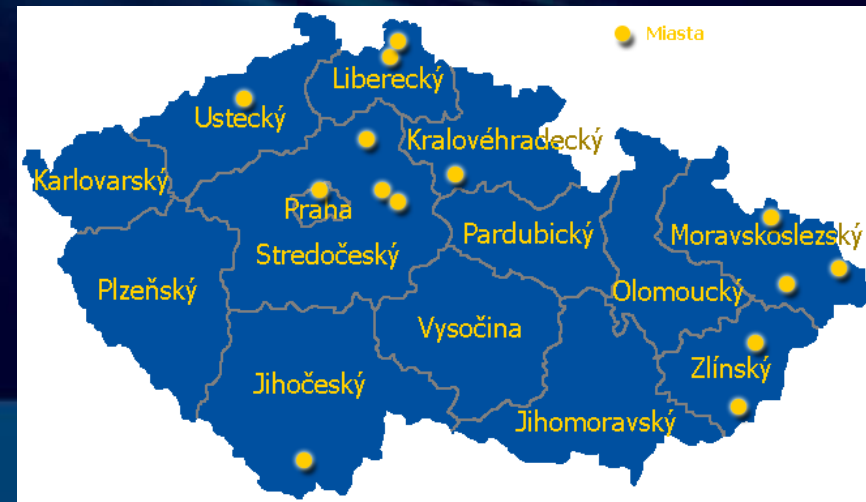 Miasta
Liberecký
Ustecký
Kralovéhradecký
Karlovarský
Praha
Pardubický
Moravskoslezský
Stredočeský
Plzeňský
Olomoucký
Vysočina
Zlínský
Jihočeský
Jihomoravský